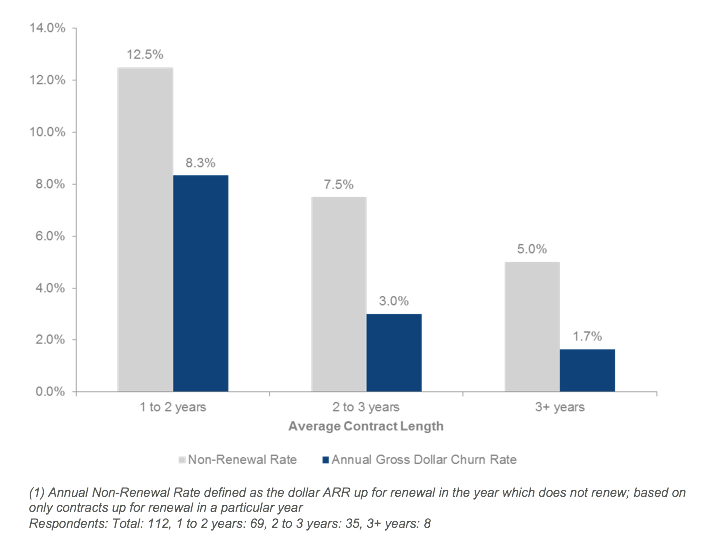 14.0%
12.0%
10.0%
8.0%
6.0%
4.0%
2.0%
0.0%
12.5%
8.3%
7.5%
3.0%
5.0%
1.7%
1 to 2 years
2 to 3 years
3+ years
Average Contract Length
Non-Renewal Rate
Annual Gross Dollar Churn Rate
(1) Annual Non-Renewal Rate defined as the dollar ARR up for renewal in the year which does not renew; based on
only contracts up for renewal in a particular year
Respondents: Total: 112, 1 to 2 years: 69, 2 to 3 years: 35, 3+ years: 8